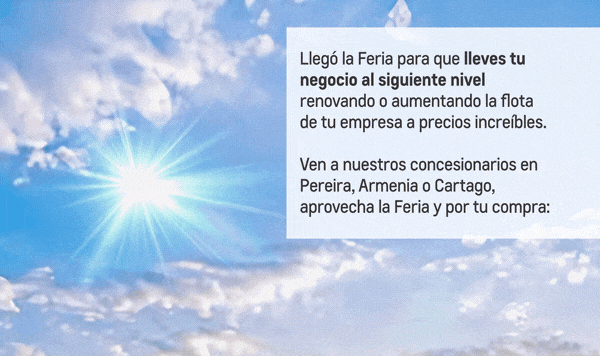 Llegó la Feria para que lleves tu
negocio al siguiente nivel
renovando o aumentando la flota
de tu empresa a precios increíbles.
Ven a nuestros concesionarios en
Pereira, Armenia o Cartago,
aprovecha la Feria y por tu compra: